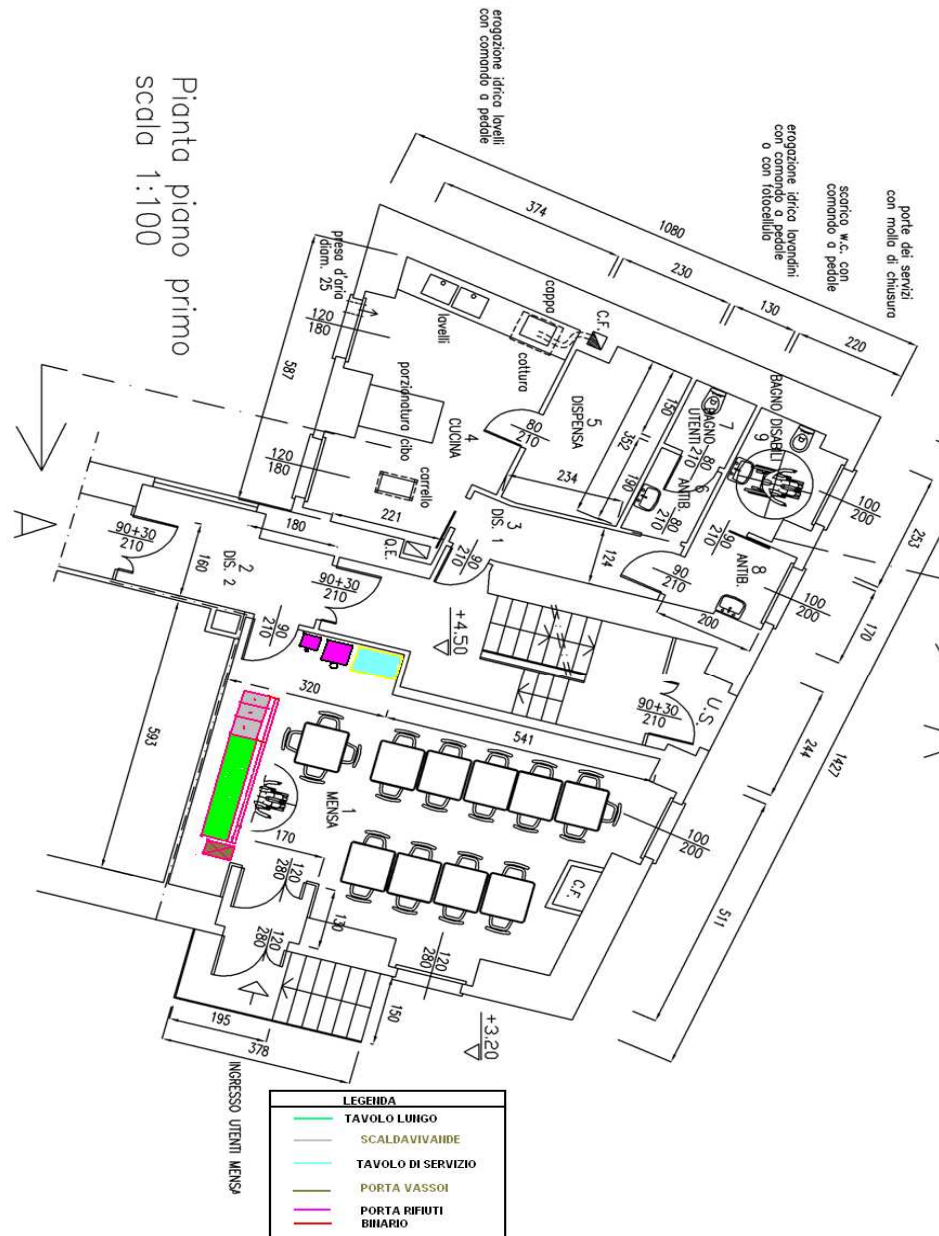 erogazione idrica lavelli
con comando a pedale
Pianta piano primo
scala 1:100
porte dei servizi
con molla di chiusura
scarico w.c. con
comando a pedale
erogazione idrica lavandini
con comando a pedale
o con fotocellula
1080
374
230
130
220
presa d'aria
diam. 25
120
180
587
lavelli
cappa
C.F.
cottura
porzionatura cibo
CUCINA
4
carrello
120
180
80
210
DISPENSA
5
352
150
190
234
BAGNO
UTENTI
7
80
210
ANTIB.
6
80
210
BAGNO DISABILI
9
90
210
ANTIB.
8
100
200
100
200
253
170
244
1427
511
221
180
Q.E.
DIS. 1
3
90
210
124
90
210
200
90+30
210
DIS. 2
2
160
90+30
210
90
210
+4.50
U.S.
90+30
210
593
320
541
MENSA
1
170
120
280
130
120
280
100
200
C.F.
120
280
150
+3.20
195
378
INGRESSO UTENTI MENSA
LEGENDA
TAVOLO LUNGO
SCALDAVIVANDE
TAVOLO DI SERVIZIO
PORTA VASSOI
PORTA RIFIUTI
BINARIO